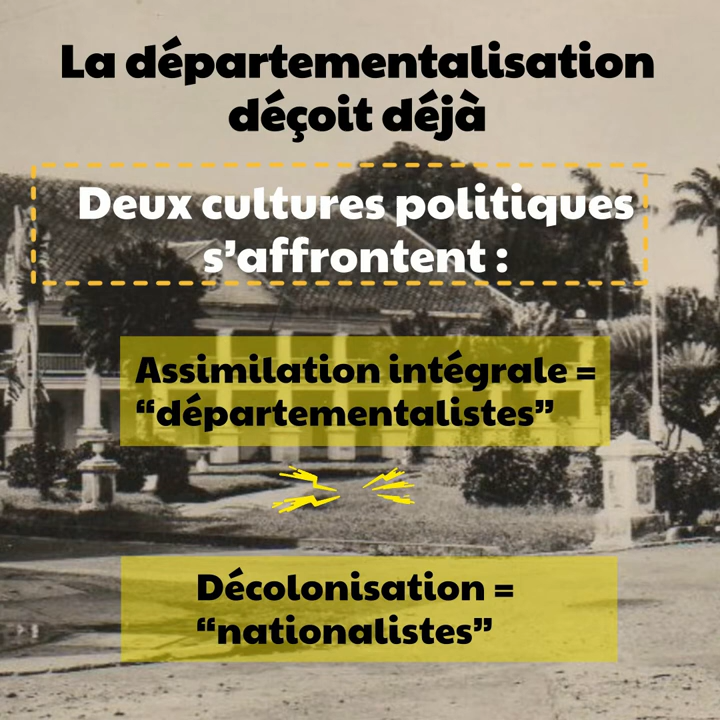 La départementalisation
déçoit déjà
Deux cultures politiques
s’affrontent :
Assimilation intégrale =
“départementalistes”
Décolonisation =
“nationalistes”